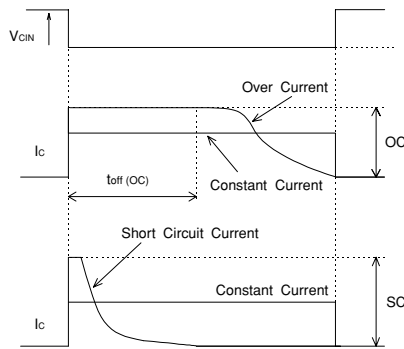 VCIN
Over Current
IC
OC
toff (OC)
Constant Current
Short Circuit Current
Constant Current
SC
IC